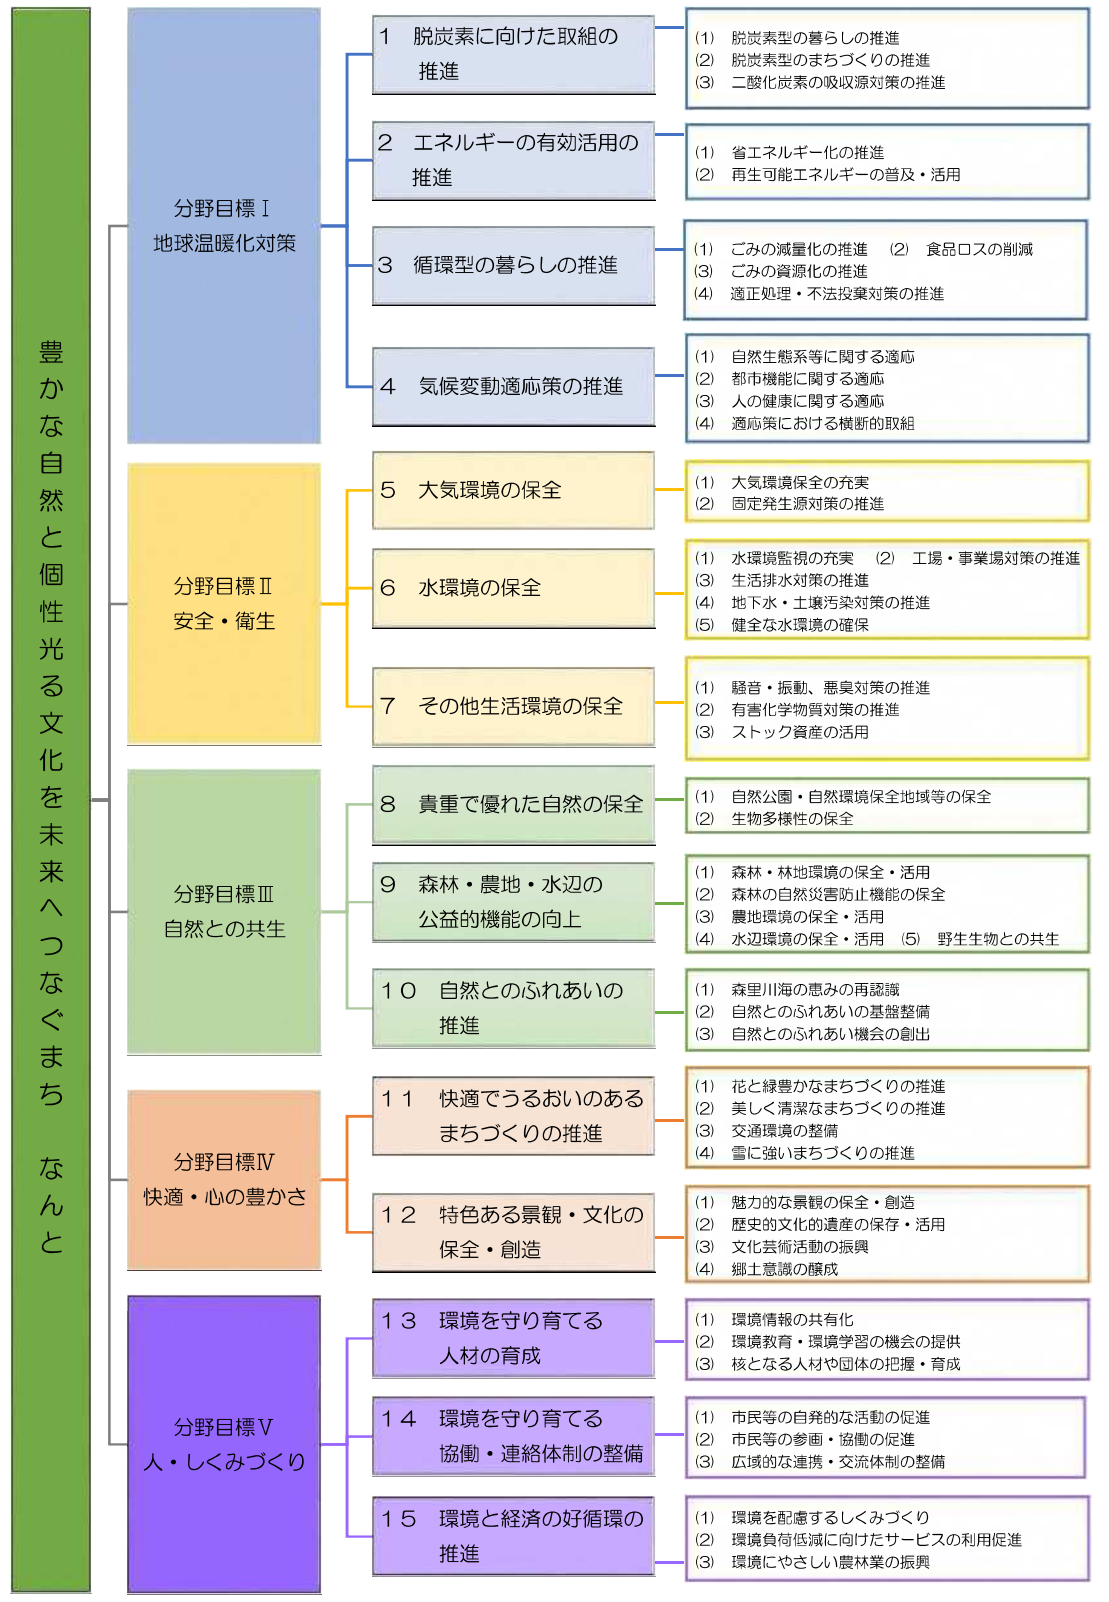 豊かな自然と個性光る文化を未来へつなぐまち　なんと
分野目標Ⅰ
地球温暖化対策
1　脱炭素に向けた取組の
推進
(1)　脱炭素型の暮らしの推進
(2)　脱炭素型のまちづくりの推進
(3)　二酸化炭素の吸収源対策の推進
2　エネルギーの有効活用の
推進
(1)　省エネルギー化の推進
(2)　再生可能エネルギーの普及・活用
3　循環型の暮らしの推進
(1)　ごみの減量化の推進　(2)　食品ロスの削減
(3)　ごみの資源化の推進
(4)　適正処理・不法投棄対策の推進
4　気候変動適応策の推進
(1)　自然生態系等に関する適応
(2)　都市機能に関する適応
(3)　人の健康に関する適応
(4)　適応策における横断的取組
分野目標Ⅱ
安全・衛生
5　大気環境の保全
(1)　大気環境保全の充実
(2)　固定発生源対策の推進
6　水環境の保全
(1)　水環境監視の充実　(2)　工場・事業場対策の推進
(3)　生活排水対策の推進
(4)　地下水・土壌汚染対策の推進
(5)　健全な水環境の確保
7　その他生活環境の保全
(1)　騒音・振動、悪臭対策の推進
(2)　有害化学物質対策の推進
(3)　ストック資産の活用
分野目標Ⅲ
自然との共生
8　貴重で優れた自然の保全
(1)　自然公園・自然環境保全地域等の保全
(2)　生物多様性の保全
9　森林・農地・水辺の
公益的機能の向上
(1)　森林・林地環境の保全・活用
(2)　森林の自然災害防止機能の保全
(3)　農地環境の保全・活用
(4)　水辺環境の保全・活用　(5)　野生生物との共生
10　自然とのふれあいの
推進
(1)　森里川海の恵みの再認識
(2)　自然とのふれあいの基盤整備
(3)　自然とのふれあい機会の創出
分野目標Ⅳ
快適・心の豊かさ
11　快適でうるおいのある
まちづくりの推進
(1)　花と緑豊かなまちづくりの推進
(2)　美しく清潔なまちづくりの推進
(3)　交通環境の整備
(4)　雪に強いまちづくりの推進
12　特色ある景観・文化の
保全・創造
(1)　魅力的な景観の保全・創造
(2)　歴史的文化的遺産の保存・活用
(3)　文化芸術活動の振興
(4)　郷土意識の醸成
分野目標Ⅴ
人・しくみづくり
13　環境を守り育てる
人材の育成
(1)　環境情報の共有化
(2)　環境教育・環境学習の機会の提供
(3)　核となる人材や団体の把握・育成
14　環境を守り育てる
協働・連絡体制の整備
(1)　市民等の自発的な活動の促進
(2)　市民等の参画・協働の促進
(3)　広域的な連携・交流体制の整備
15　環境と経済の好循環の
推進
(1)　環境を配慮するしくみづくり
(2)　環境負荷低減に向けたサービスの利用促進
(3)　環境にやさしい農林業の振興